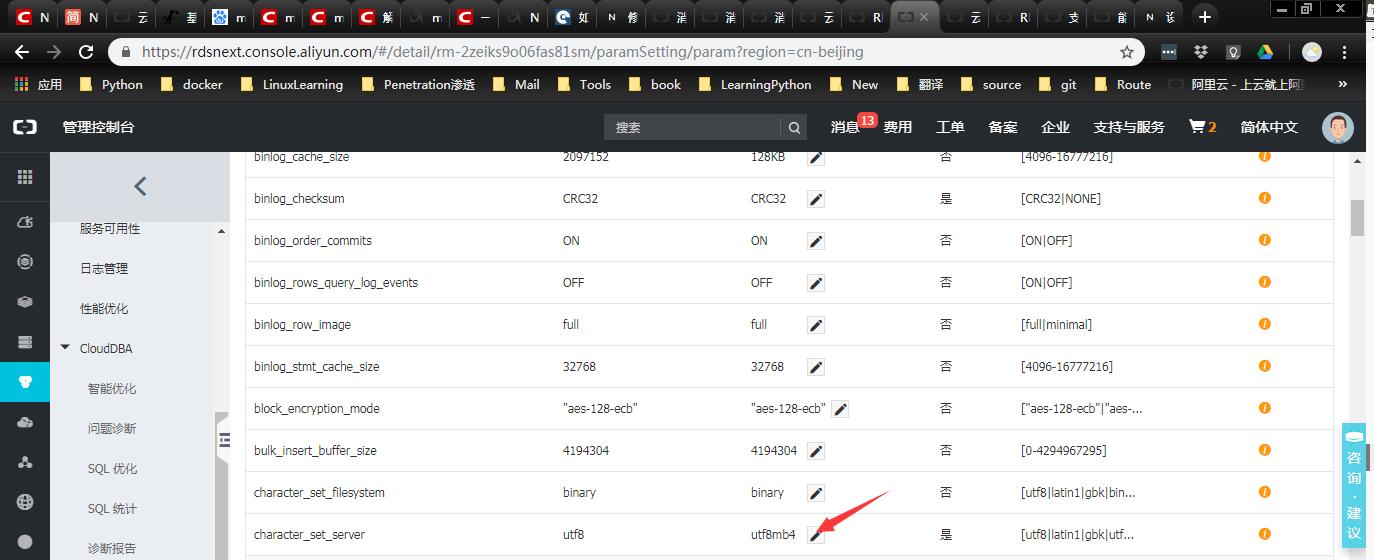 N 简 云 基 m m m 解 m 一 N 如 修 消 消 消 云 RI × 云 RI 支 能 能 N 设
https://rdsnext.console.aliyun.com/#/detail/rm-2zeiks9o06fas81sm/paramSetting/param?region=cn-beijing
应用 Python docker LinuxLearning Penetration渗透 Mail Tools book LearningPython New 翻译 source git Route 阿里云 - 上云就上阿里 »
管理控制台 搜索 消息 13 费用 工单 备案 企业 支持与服务 2 简体中文
服务可用性
日志管理
性能优化
CloudDBA
智能优化
问题诊断
SQL 优化
SQL 统计
诊断报告
binlog_cache_size 2097152 128KB 否 [4096-16777216]
binlog_checksum CRC32 CRC32 是 [CRC32|NONE]
binlog_order_commits ON ON 否 [ON|OFF]
binlog_rows_query_log_events OFF OFF 否 [ON|OFF]
binlog_row_image full full 否 [full|minimal]
binlog_stmt_cache_size 32768 32768 否 [4096-16777216]
block_encryption_mode "aes-128-ecb" "aes-128-ecb" 否 ["aes-128-ecb"|"aes-...
bulk_insert_buffer_size 4194304 4194304 否 [0-4294967295]
character_set_filesystem binary binary 否 [utf8|latin1|gbk|bin...
character_set_server utf8 utf8mb4 是 [utf8|latin1|gbk|utf...
咨询·建议